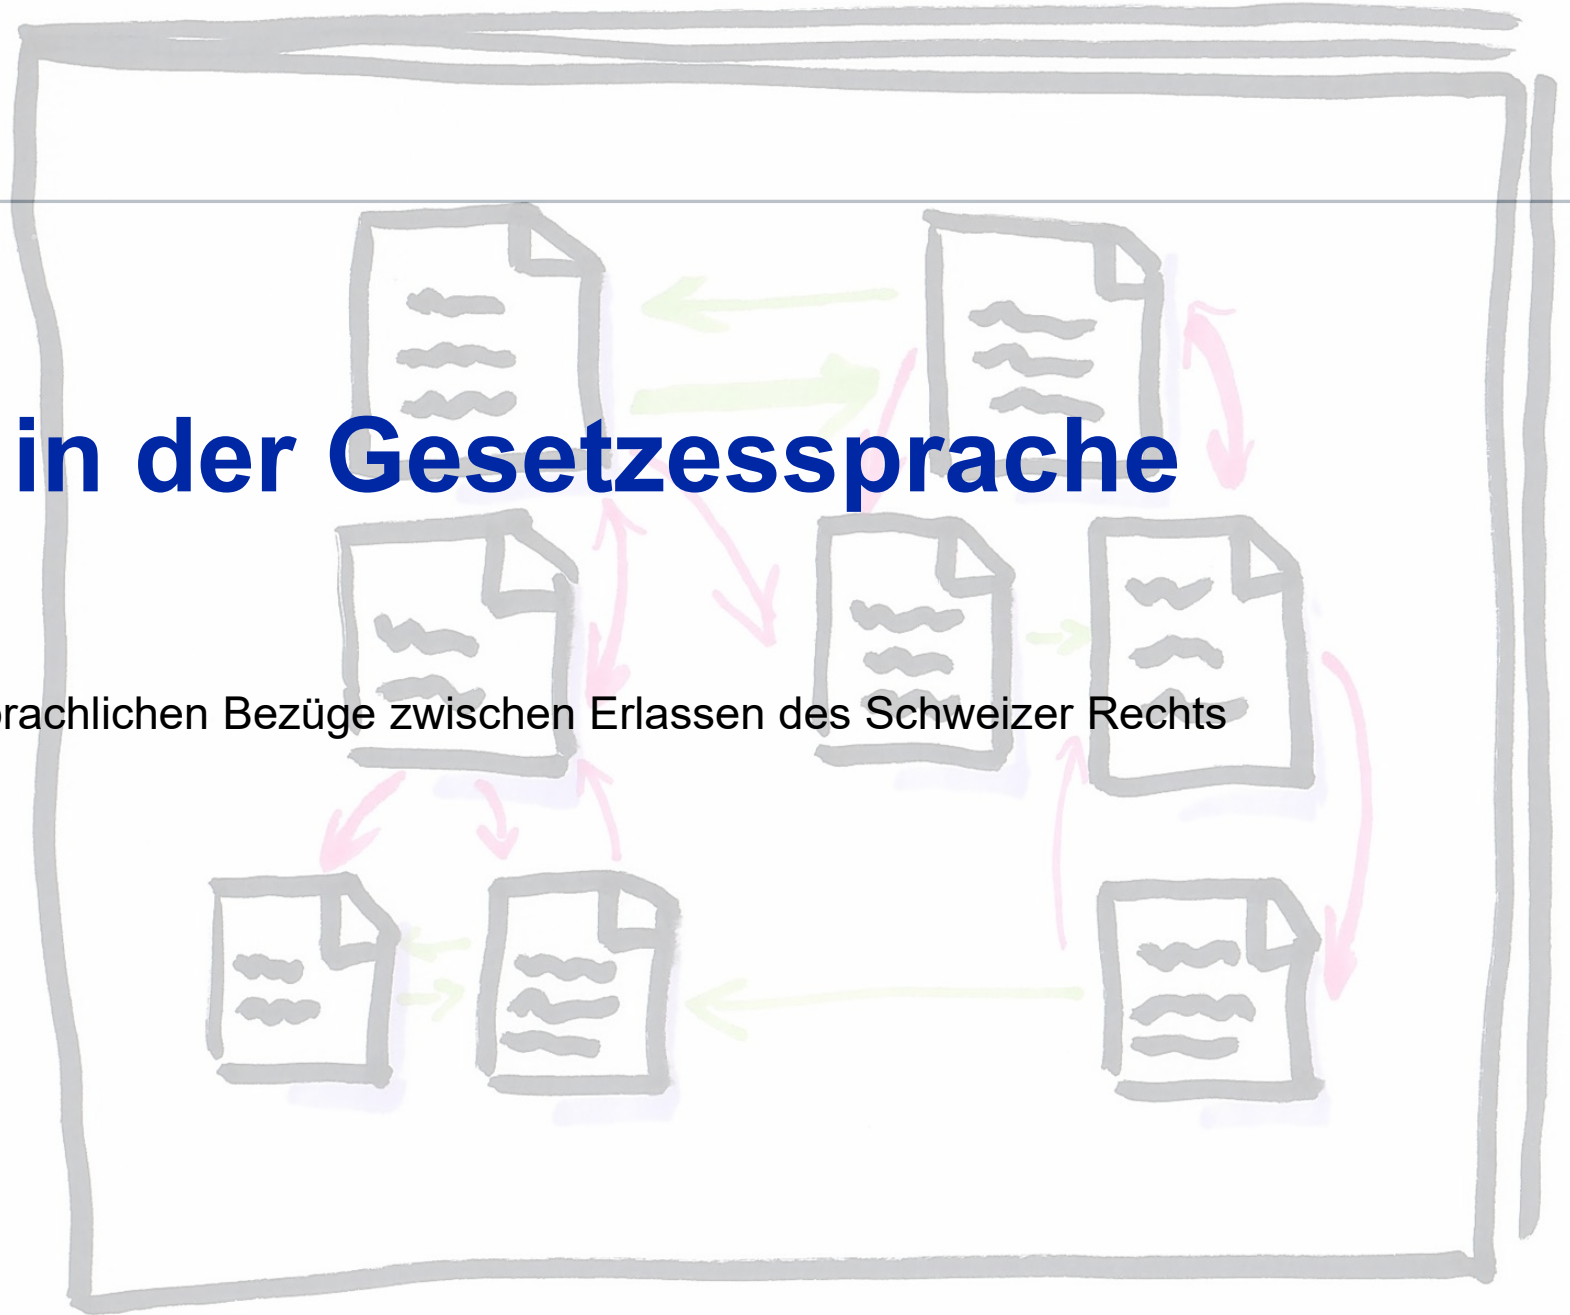 in der Gesetzessprache
rachlichen Bezüge zwischen Erlassen des Schweizer Rechts